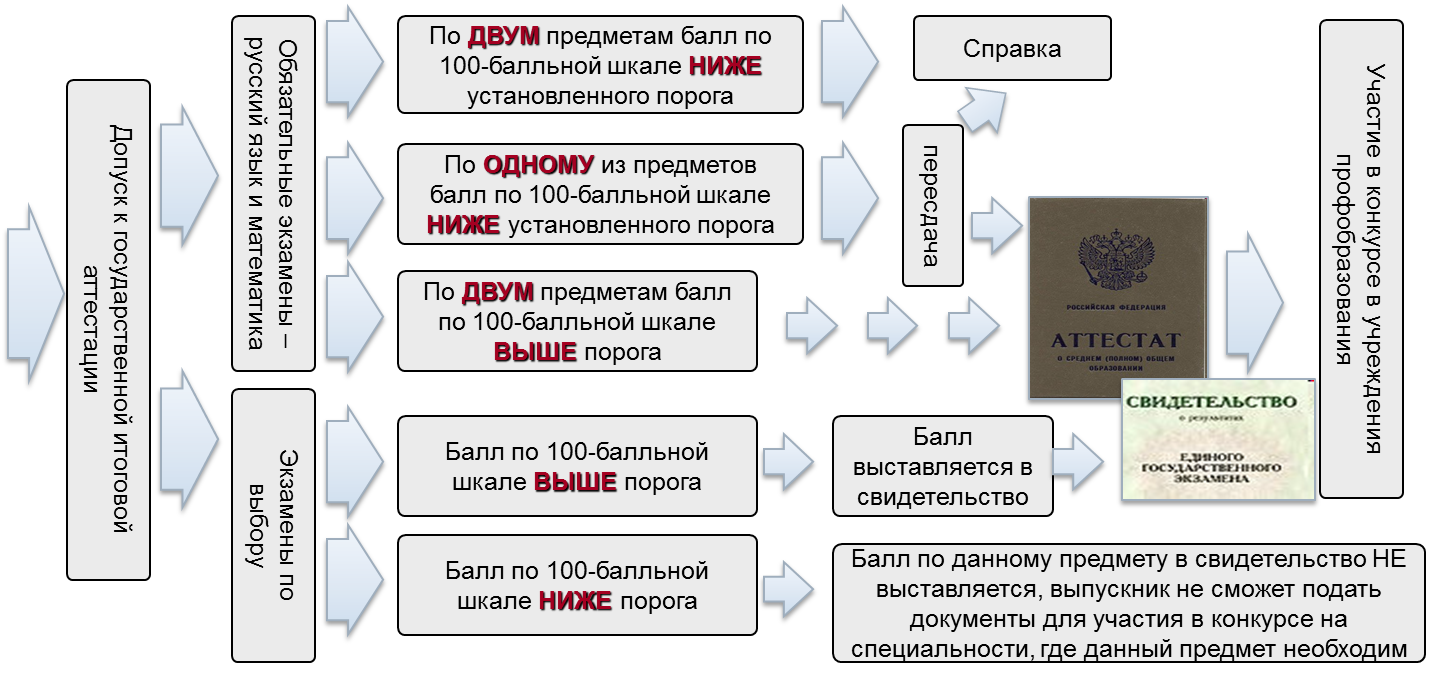 Допуск к государственной итоговой
аттестации
Обязательные экзамены –
русский язык и математика
По ДВУМ предметам балл по
100-балльной шкале НИЖЕ
установленного порога
Справка
По ОДНОМУ из предметов
балл по 100-балльной шкале
НИЖЕ установленного порога
пересдача
По ДВУМ предметам балл
по 100-балльной шкале
ВЫШЕ порога
РОССИЙСКАЯ ФЕДЕРАЦИЯ
АТТЕСТАТ
О СРЕДНЕМ (ПОЛНОМ) ОБЩЕМ
ОБРАЗОВАНИИ
Участие в конкурсе в учреждения
профобразования
Экзамены по
выбору
Балл по 100-балльной
шкале ВЫШЕ порога
Балл
выставляется в
свидетельство
СВИДЕТЕЛЬСТВО
о результатах
ЕДИНОГО
ГОСУДАРСТВЕННОГО
ЭКЗАМЕНА
Балл по 100-балльной
шкале НИЖЕ порога
Балл по данному предмету в свидетельство НЕ
выставляется, выпускник не сможет подать
документы для участия в конкурсе на
специальности, где данный предмет необходим